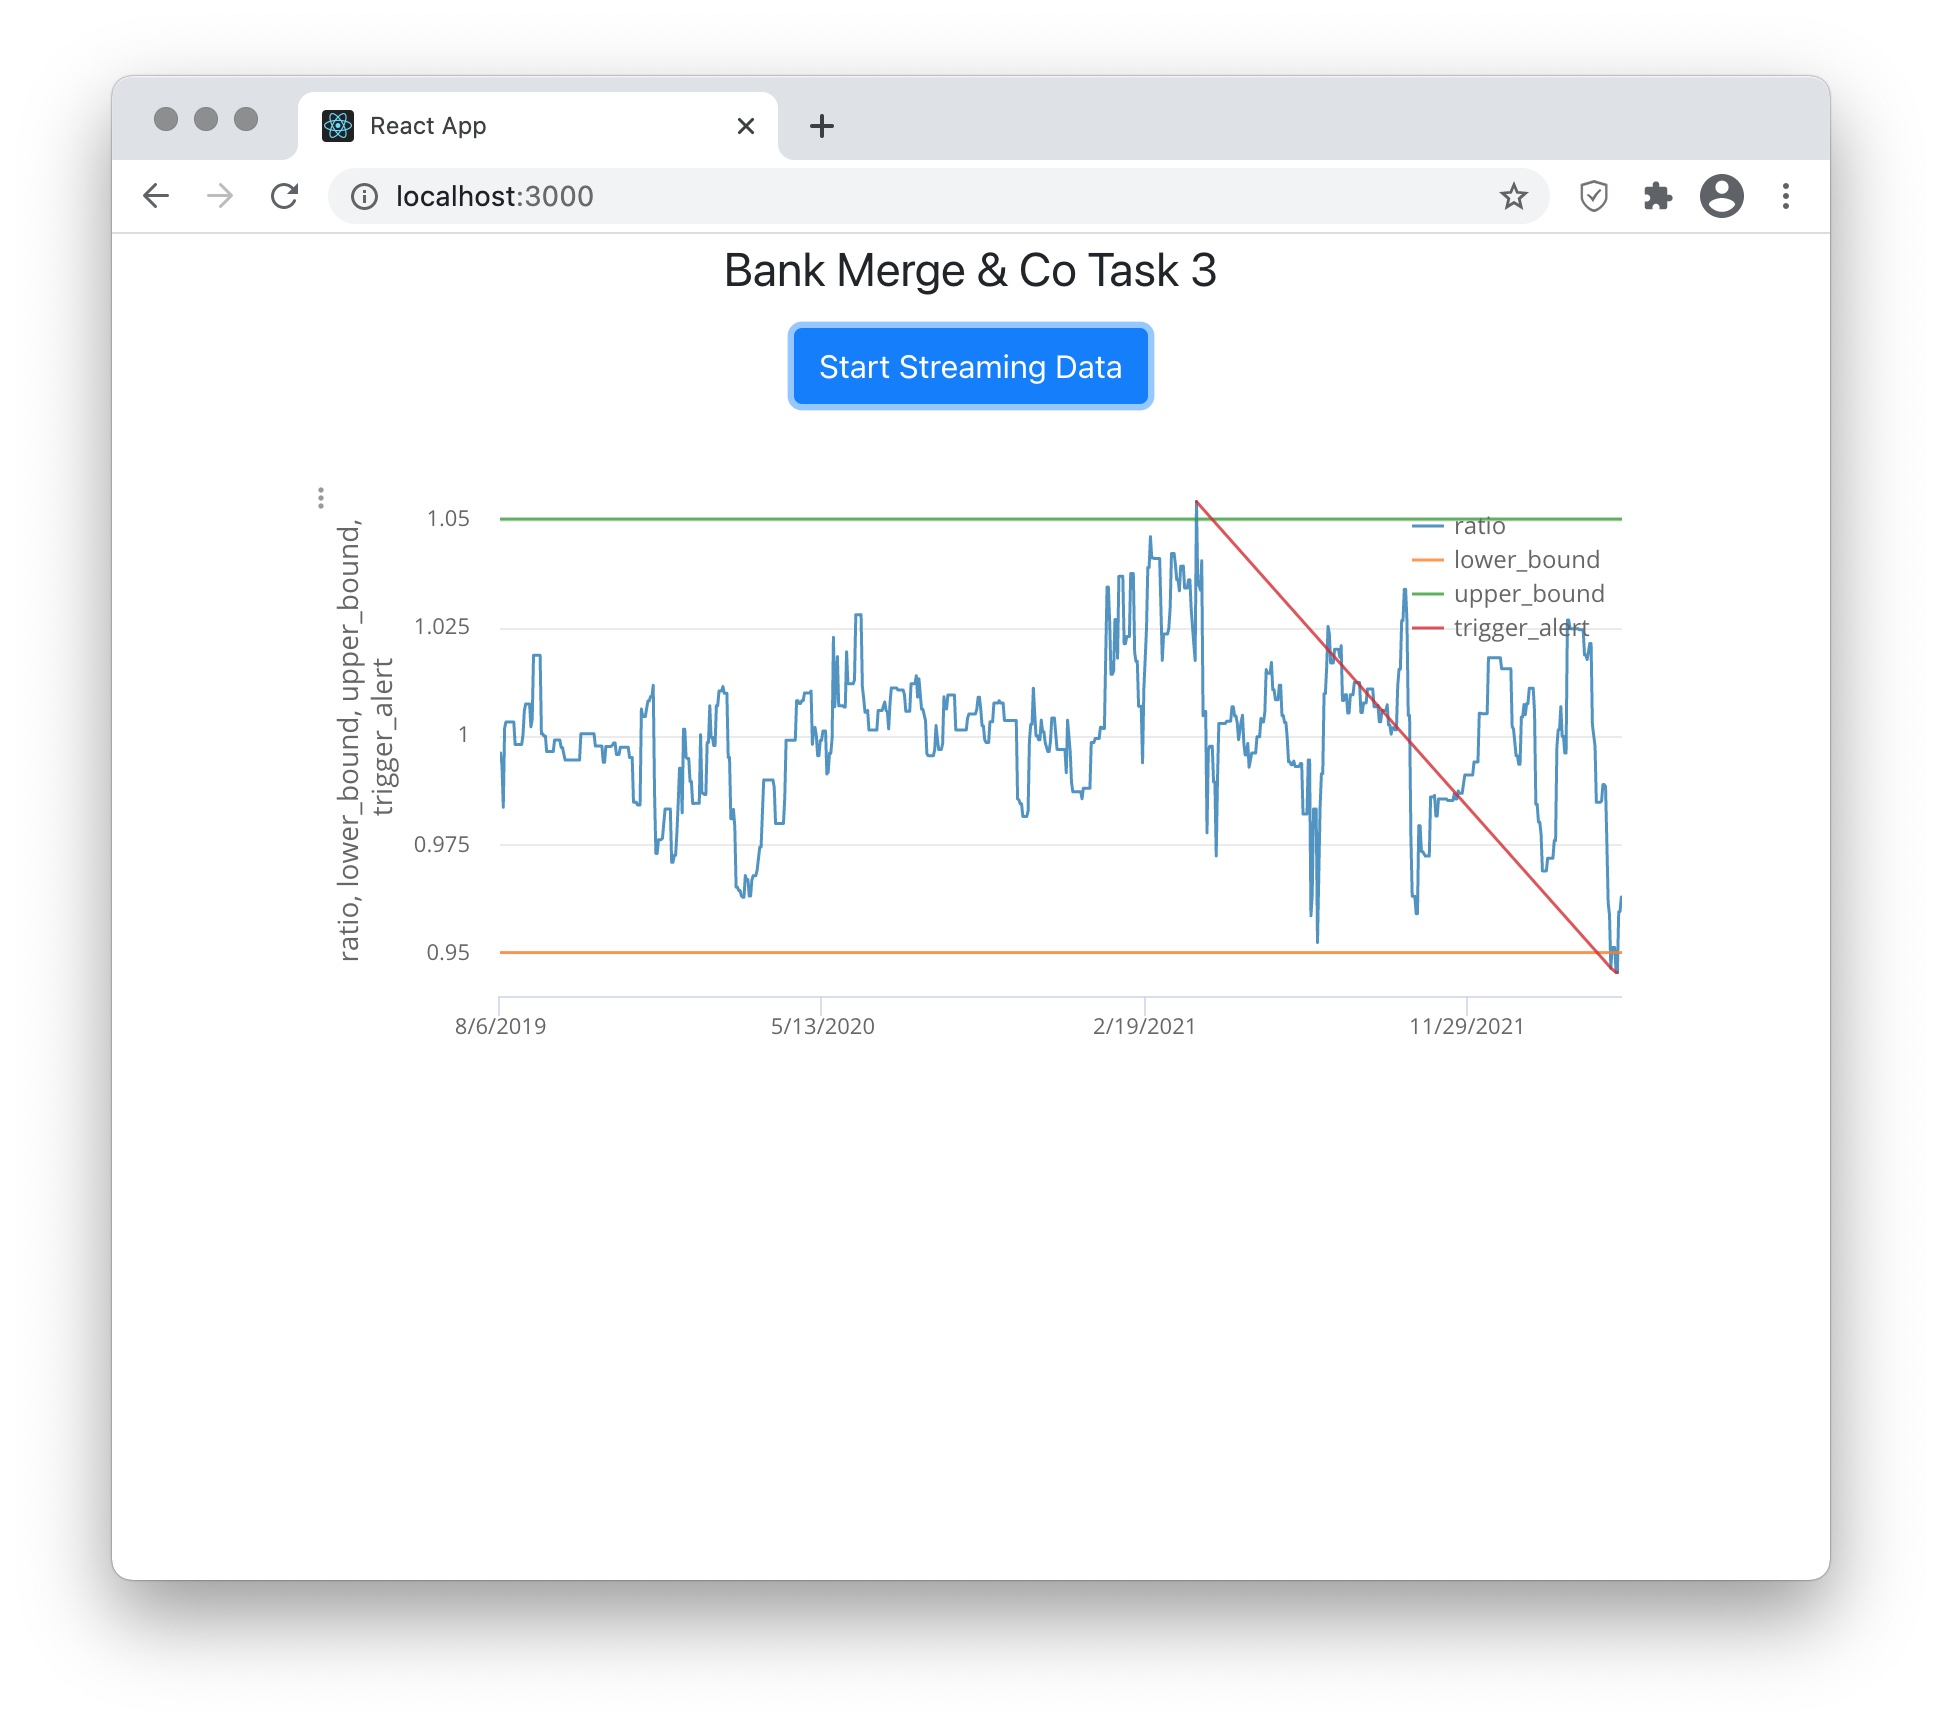 React App
localhost:3000
Bank Merge & Co Task 3
Start Streaming Data
ratio, lower_bound, upper_bound,
trigger_alert
1.05
1.025
1
0.975
0.95
ratio
lower_bound
upper_bound
trigger_alert
8/6/2019
5/13/2020
2/19/2021
11/29/2021